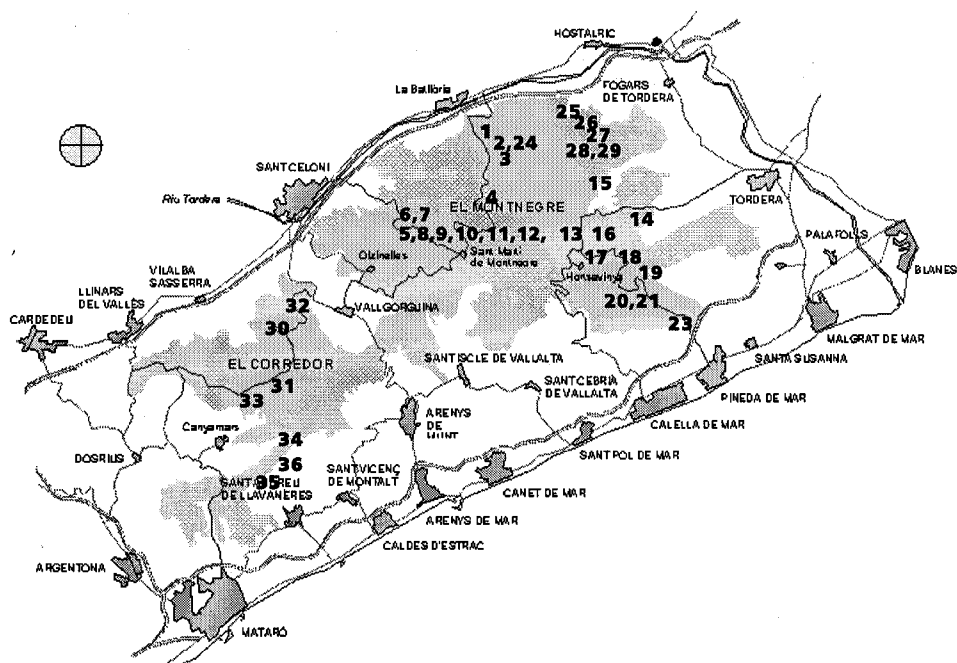 HOSTALRIC
La Batllòria
FOGARS
DE TORDERA
25
26
1
27
2,24
28,29
3
SANT CELONI
15
TORDERA
Riu Tordera
4
EL MONTNEGRE
6,7
14
5,8,9,10,11,12,
13
16
PALAFOLLS
Sant Martí
de Montnegre
17
18
Olzinelles
Hortsavinyà
19
BLANES
VILALBA
SASSERRA
20,21
LLINARS
DEL VALLÈS
32
VALLGORGUINA
23
CARDEDEU
30
MALGRAT DE MAR
SANT ISCLE DE VALLALTA
SANTA SUSANNA
EL CORREDOR
31
SANT CEBRIÀ
DE VALLALTA
33
PINEDA DE MAR
ARENYS
DE
MUNT
CALELLA DE MAR
Canyamars
34
DOSRIUS
SANT POL DE MAR
36
SANT VICENÇ
DE MONTALT
35
SANT ANDREU
DE LLAVANERES
CANET DE MAR
ARENYS DE MAR
CALDES D'ESTRAC
ARGENTONA
MATARÓ